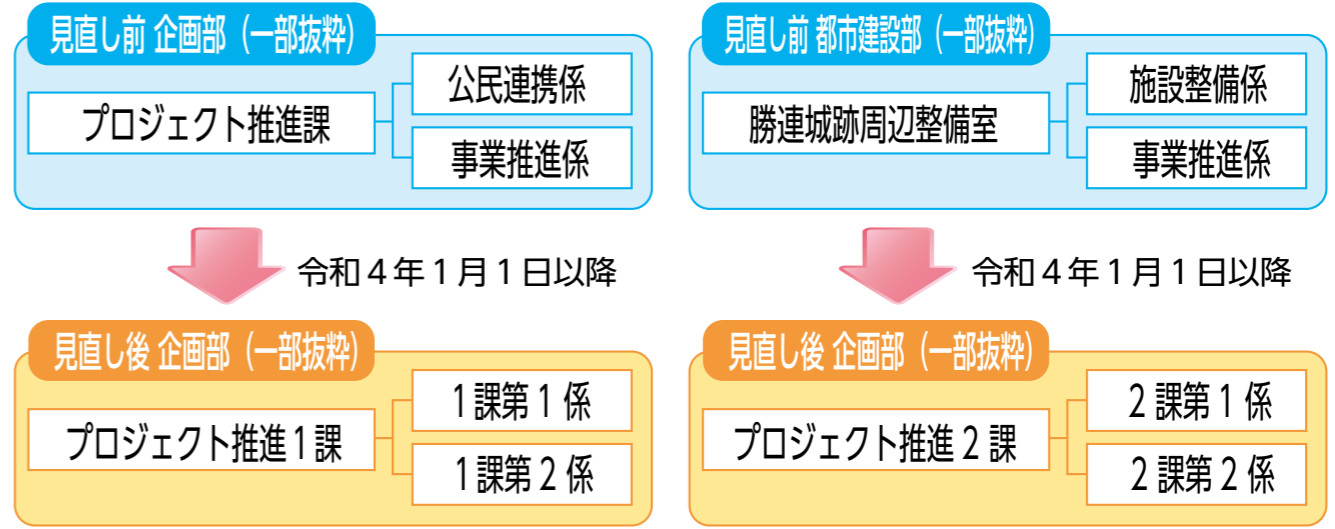 見直し前 企画部（一部抜粋）
プロジェクト推進課
公民連携係
事業推進係
見直し前 都市建設部（一部抜粋）
勝連城跡周辺整備室
施設整備係
事業推進係
令和４年１月１日以降
令和４年１月１日以降
見直し後 企画部（一部抜粋）
プロジェクト推進１課
１課第１係
１課第２係
見直し後 企画部（一部抜粋）
プロジェクト推進２課
２課第１係
２課第２係